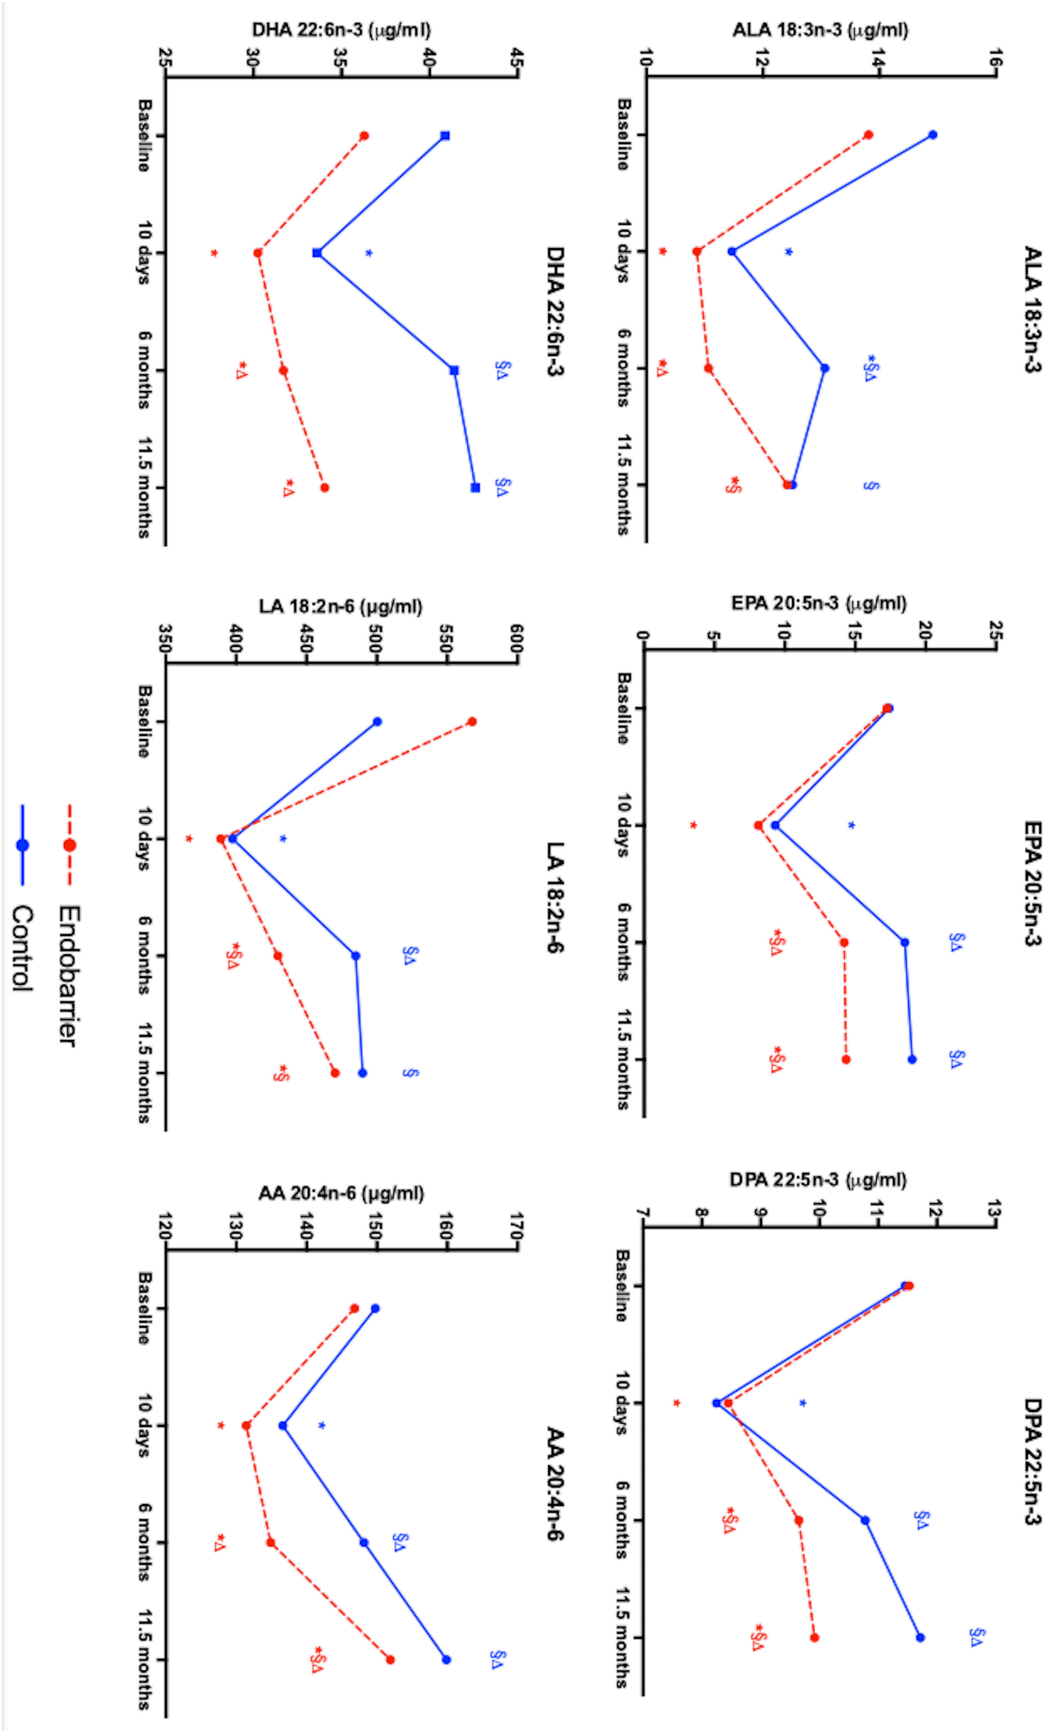 ALA 18:3n-3
ALA 18:3n-3 (μg/ml)
16
14
12
10
*
*§Δ
§
*
*Δ
*§
Baseline
10 days
6 months
11.5 months
EPA 20:5n-3
EPA 20:5n-3 (μg/ml)
25
20
15
10
5
0
*
§Δ
§Δ
*
*§Δ
*§Δ
Baseline
10 days
6 months
11.5 months
DPA 22:5n-3
DPA 22:5n-3 (μg/ml)
13
12
11
10
9
8
7
*
§Δ
§Δ
*
*§Δ
*§Δ
Baseline
10 days
6 months
11.5 months
DHA 22:6n-3
DHA 22:6n-3 (μg/ml)
45
40
35
30
25
*
§Δ
§Δ
*
*Δ
*Δ
Baseline
10 days
6 months
11.5 months
LA 18:2n-6
LA 18:2n-6 (μg/ml)
600
550
500
450
400
350
*
§Δ
§
*
*§Δ
*§
Baseline
10 days
6 months
11.5 months
AA 20:4n-6
AA 20:4n-6 (μg/ml)
170
160
150
140
130
120
*
§Δ
§Δ
*
*Δ
*§Δ
Baseline
10 days
6 months
11.5 months
Endobarrier
Control